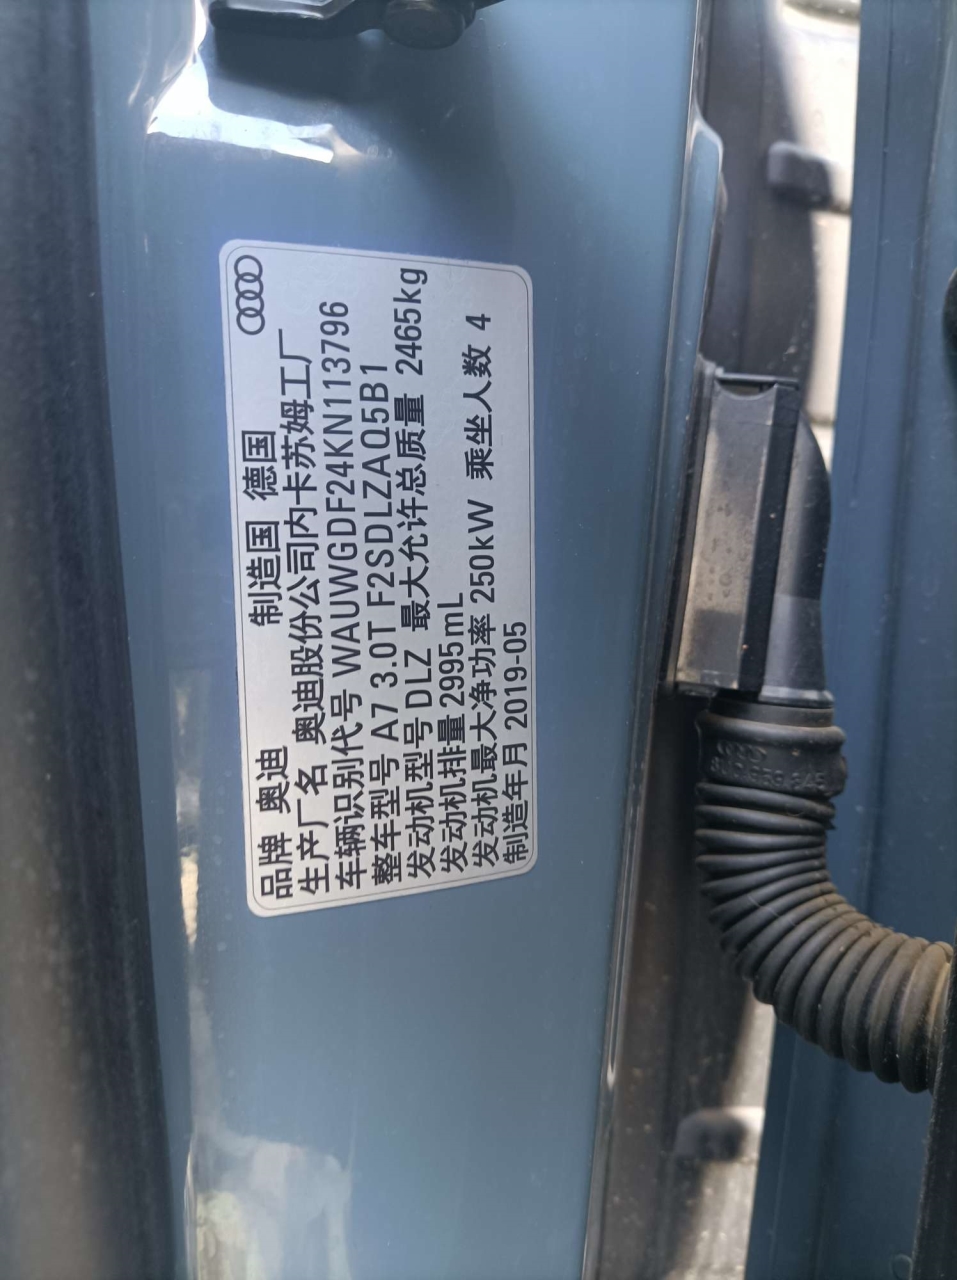 品牌 奥迪 制造国 德国
生产厂名 奥迪股份公司内卡苏姆工厂
车辆识别代号 WAUWGDF24KN113796
整车型号 A7 3.0T F2SDLZAQ5B1
发动机型号 DLZ 最大允许总质量 2465kg
发动机排量 2995mL
发动机最大净功率 250kW 乘坐人数 4
制造年月 2019-05